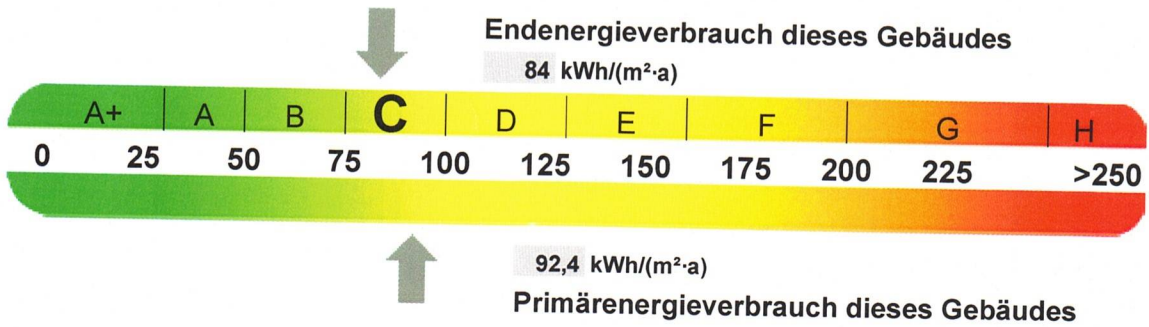 Endenergieverbrauch dieses Gebäudes
84 kWh/(m²·a)
A+ A B C D E F G H
0 25 50 75 100 125 150 175 200 225 >250
92,4 kWh/(m²·a)
Primärenergieverbrauch dieses Gebäudes